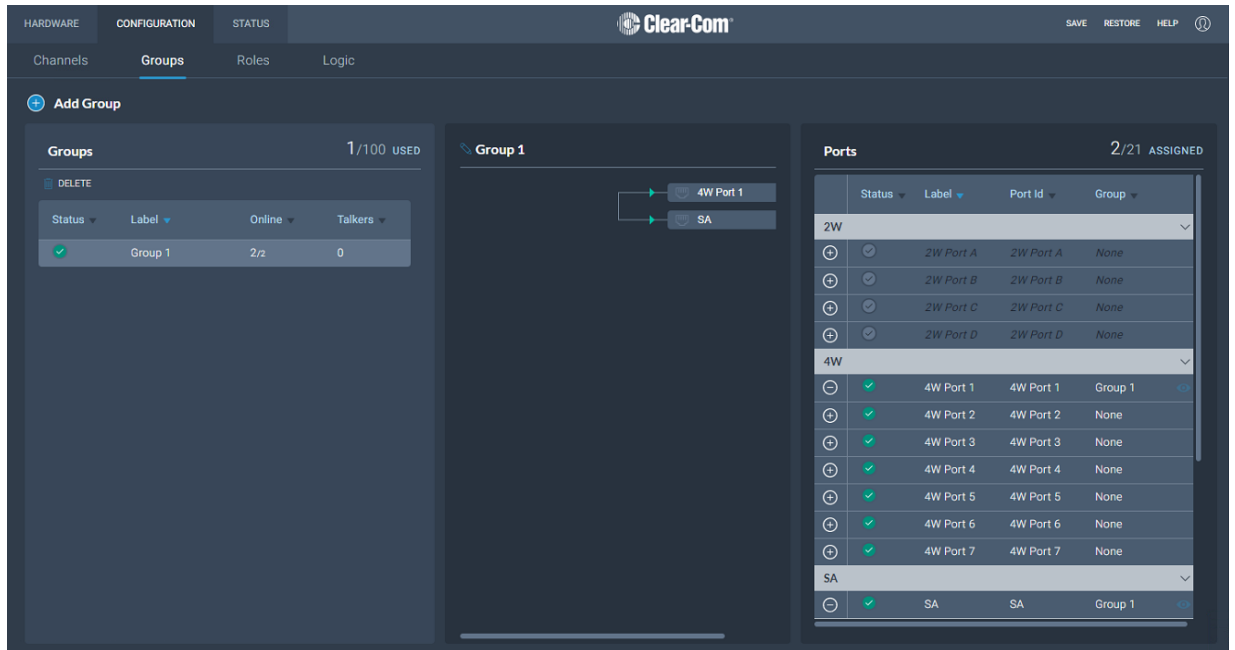 HARDWARE CONFIGURATION STATUS Clear-Com® SAVE RESTORE HELP
Channels Groups Roles Logic
Add Group
Groups 1/100 USED
DELETE
Status Label Online Talkers
Group 1 2/2 0
Group 1
4W Port 1
SA
Ports 2/21 ASSIGNED
Status Label Port Id Group
2W
2W Port A 2W Port A None
2W Port B 2W Port B None
2W Port C 2W Port C None
2W Port D 2W Port D None
4W
4W Port 1 4W Port 1 Group 1
4W Port 2 4W Port 2 None
4W Port 3 4W Port 3 None
4W Port 4 4W Port 4 None
4W Port 5 4W Port 5 None
4W Port 6 4W Port 6 None
4W Port 7 4W Port 7 None
SA
SA SA Group 1